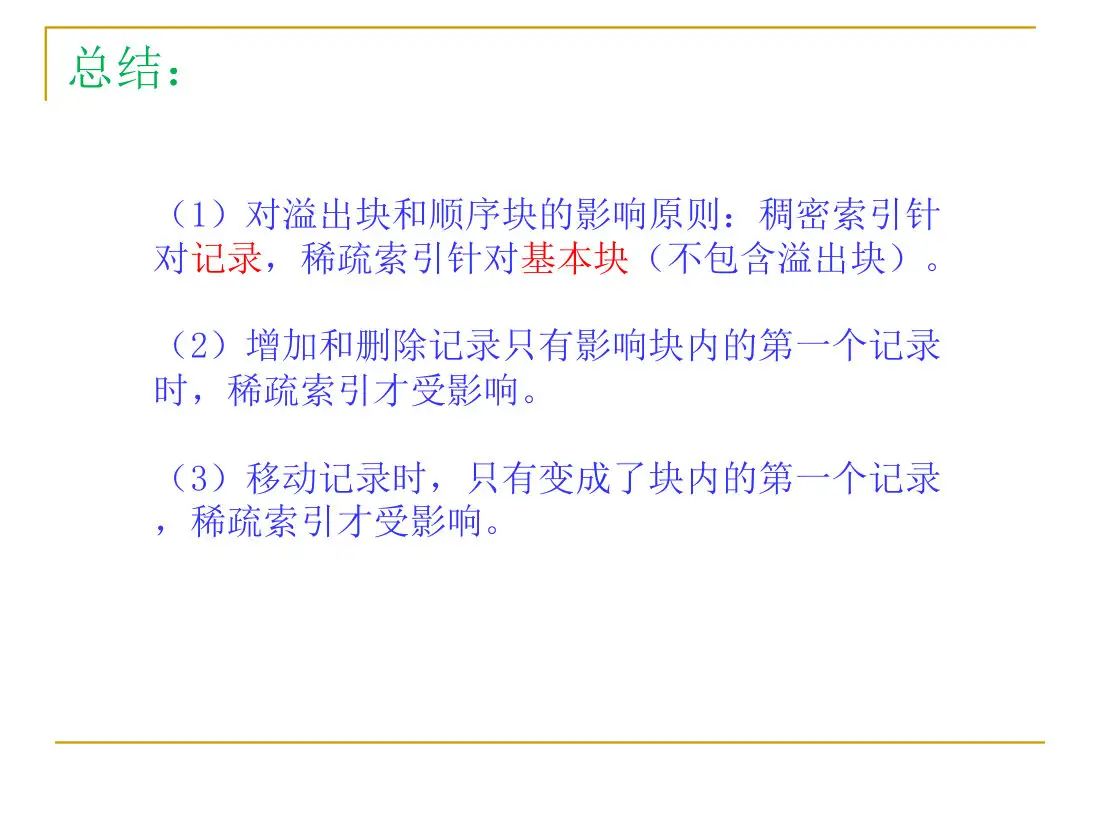 总结：
（1）对溢出块和顺序块的影响原则：稠密索引针
对记录，稀疏索引针对基本块（不包含溢出块）。
（2）增加和删除记录只有影响块内的第一个记录
时，稀疏索引才受影响。
（3）移动记录时，只有变成了块内的第一个记录
，稀疏索引才受影响。